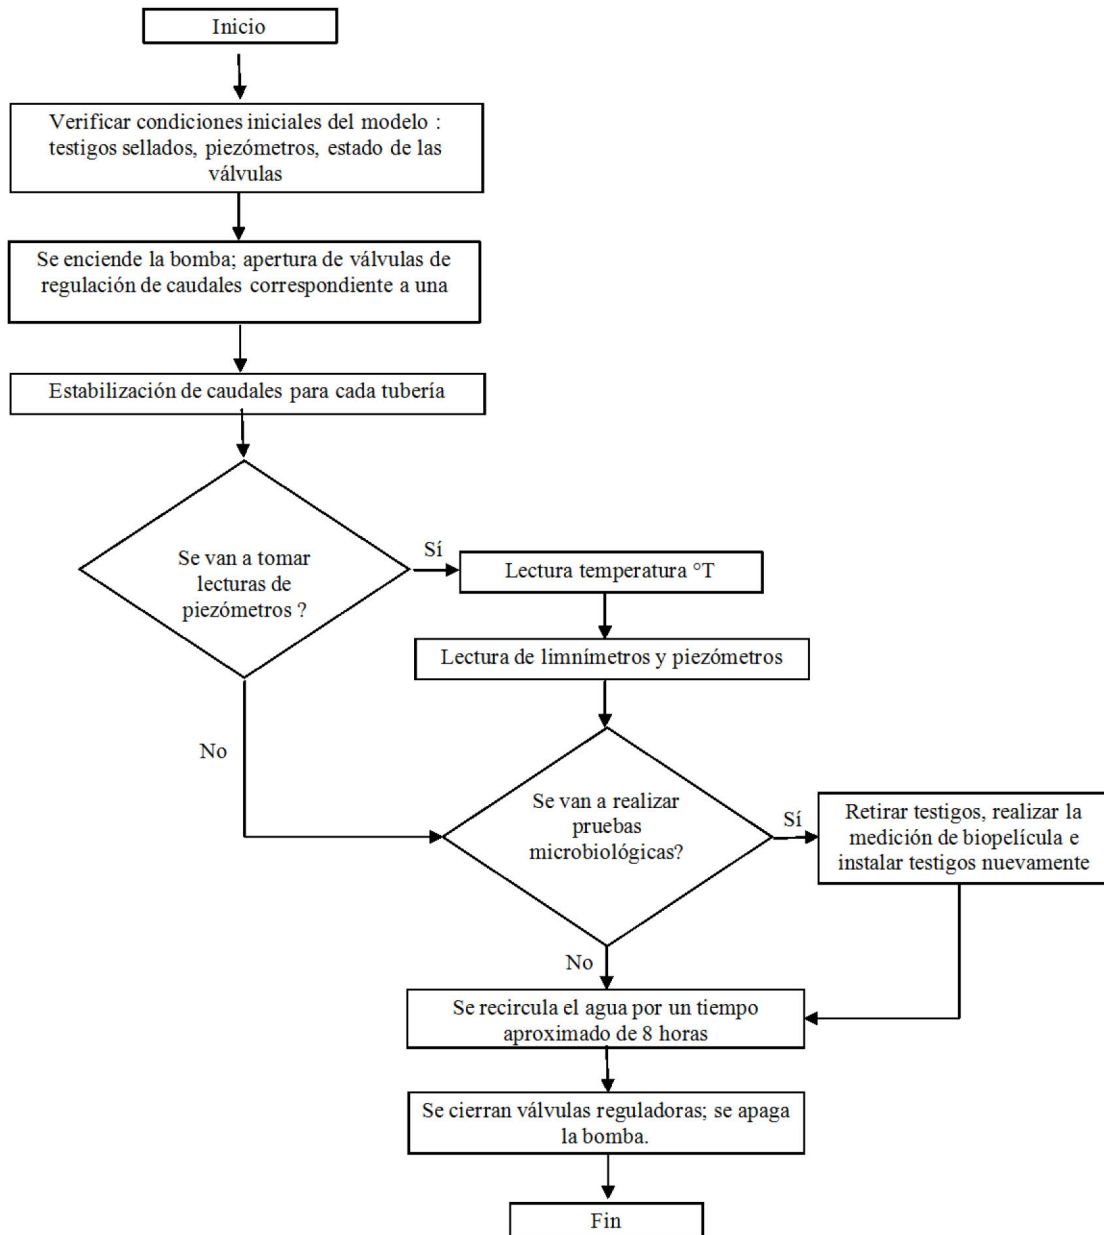 Inicio
Verificar condiciones iniciales del modelo :
testigos sellados, piezómetros, estado de las
válvulas
Se enciende la bomba; apertura de válvulas de
regulación de caudales correspondiente a una
Estabilización de caudales para cada tubería
Se van a tomar
lecturas de
piezómetros ?
Sí
Lectura temperatura °T
Lectura de limnímetros y piezómetros
No
Se van a realizar
pruebas
microbiológicas?
Sí
Retirar testigos, realizar la
medición de biopelícula e
instalar testigos nuevamente
No
Se recircula el agua por un tiempo
aproximado de 8 horas
Se cierran válvulas reguladoras; se apaga
la bomba.
Fin